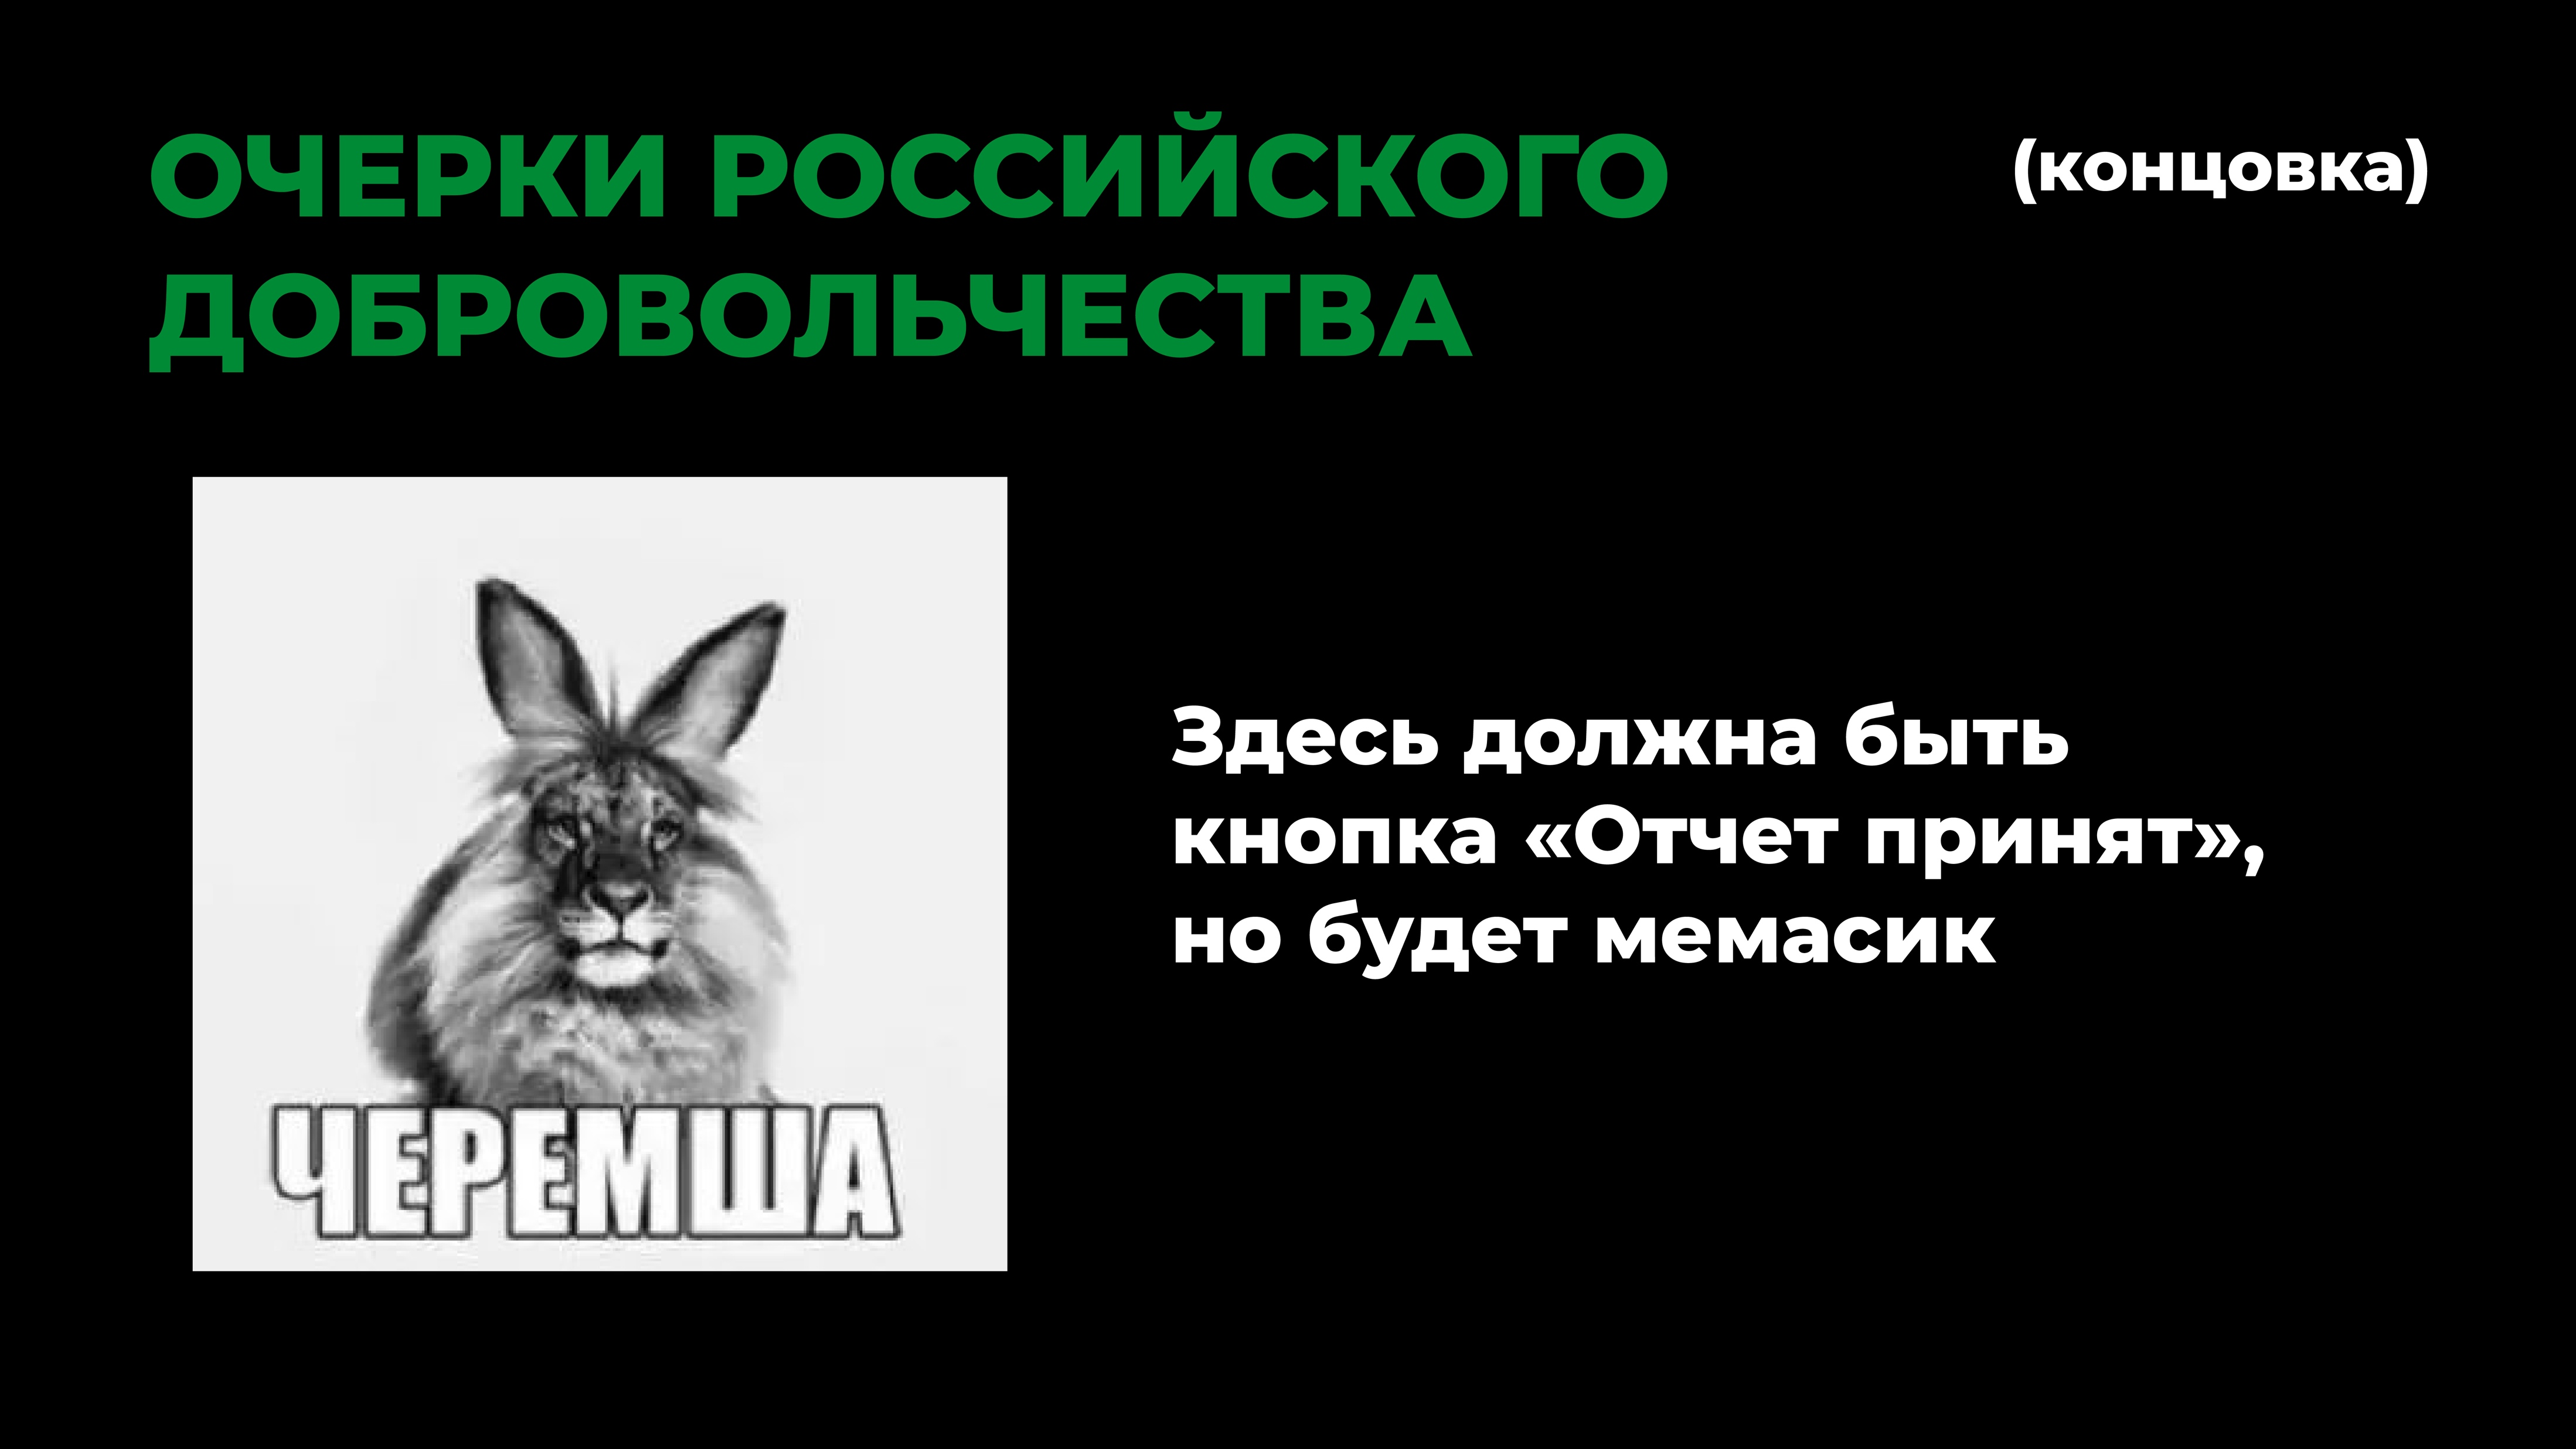 ОЧЕРКИ РОССИЙСКОГО
ДОБРОВОЛЬЧЕСТВА
(концовка)
ЧЕРЕМША
Здесь должна быть
кнопка «Отчет принят»,
но будет мемасик